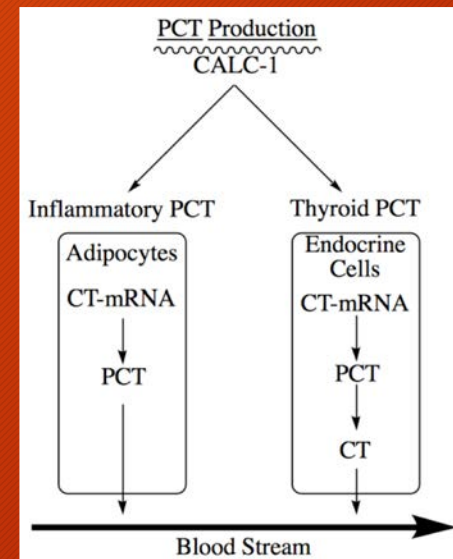 PCT Production
CALC-1
Inflammatory PCT
Thyroid PCT
Adipocytes
CT-mRNA
PCT
Endocrine
Cells
CT-mRNA
PCT
CT
Blood Stream